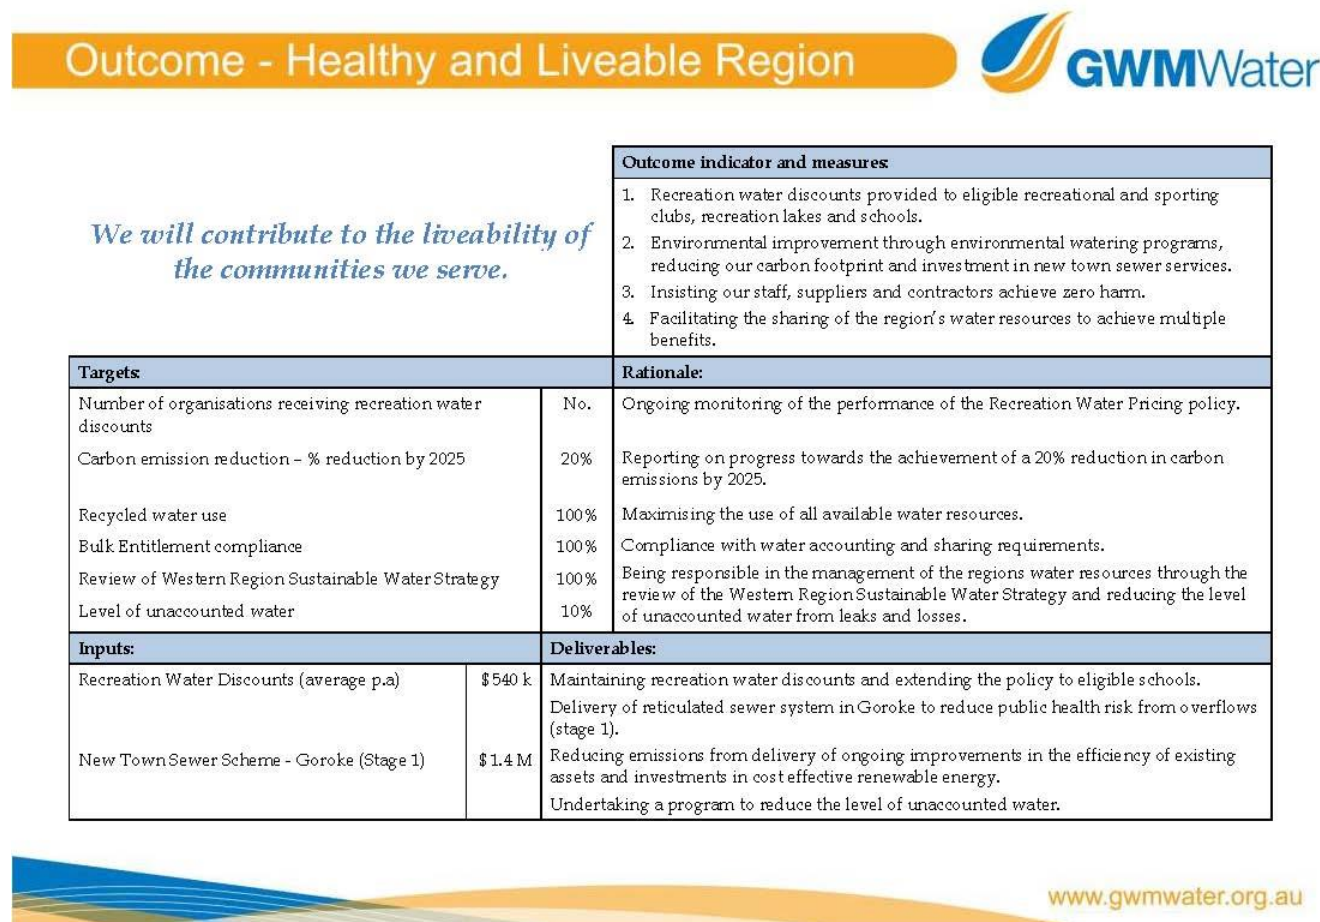 Outcome - Healthy and Liveable Region
GWMWater
We will contribute to the liveability of
the communities we serve.
Outcome indicator and measures:
1. Recreation water discounts provided to eligible recreational and sporting
clubs, recreation lakes and schools.
2. Environmental improvement through environmental watering programs,
reducing our carbon footprint and investment in new town sewer services.
3. Insisting our staff, suppliers and contractors achieve zero harm.
4. Facilitating the sharing of the region's water resources to achieve multiple
benefits.
Targets:
Rationale:
Number of organisations receiving recreation water
discounts
No.
Ongoing monitoring of the performance of the Recreation Water Pricing policy.
Carbon emission reduction – % reduction by 2025
20%
Reporting on progress towards the achievement of a 20% reduction in carbon
emissions by 2025.
Recycled water use
100%
Maximising the use of all available water resources.
Bulk Entitlement compliance
100%
Compliance with water accounting and sharing requirements.
Review of Western Region Sustainable Water Strategy
100%
Being responsible in the management of the regions water resources through the
review of the Western Region Sustainable Water Strategy and reducing the level
of unaccounted water from leaks and losses.
Level of unaccounted water
10%
Inputs:
Deliverables:
Recreation Water Discounts (average p.a)
$540 k
Maintaining recreation water discounts and extending the policy to eligible schools.
Delivery of reticulated sewer system in Goroke to reduce public health risk from overflows
(stage 1).
New Town Sewer Scheme - Goroke (Stage 1)
$1.4 M
Reducing emissions from delivery of ongoing improvements in the efficiency of existing
assets and investments in cost effective renewable energy.
Undertaking a program to reduce the level of unaccounted water.
www.gwmwater.org.au